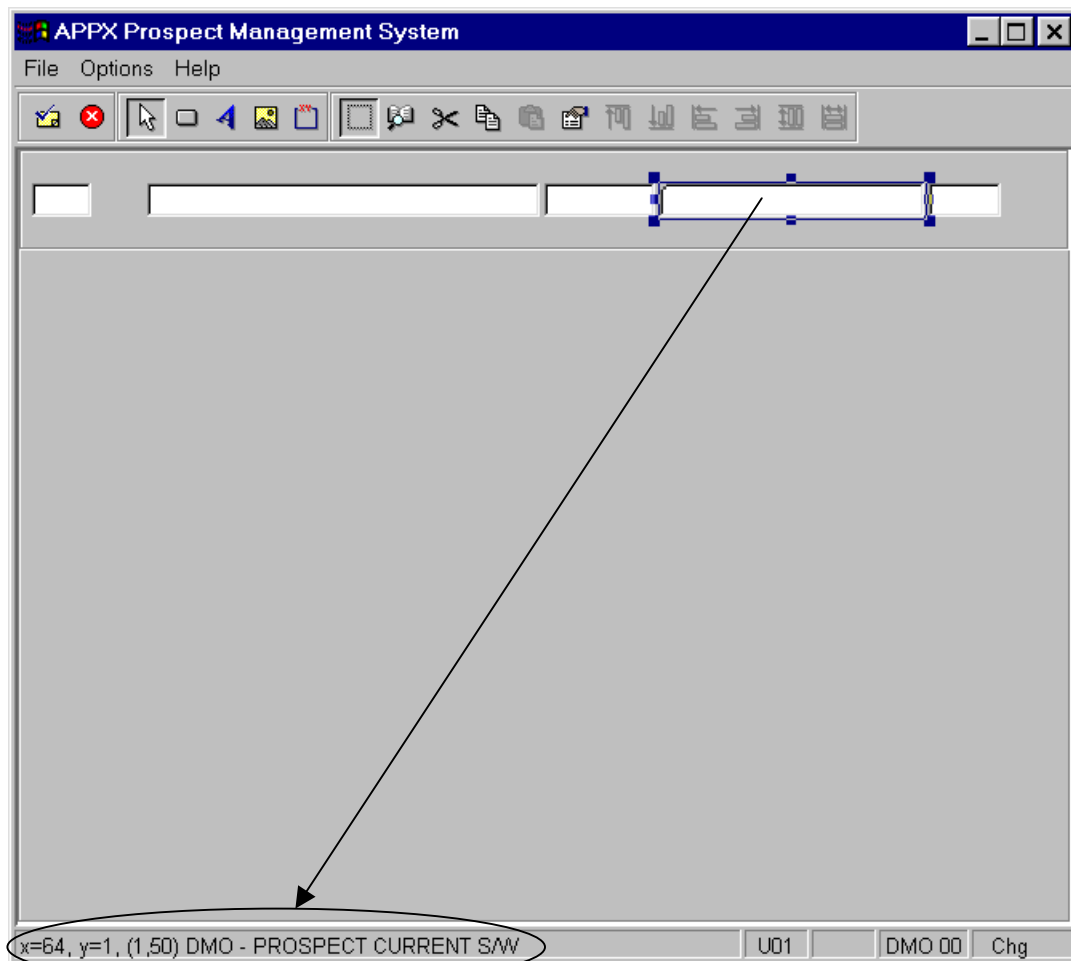 APPX Prospect Management System
File Options Help
x=64, y=1, (1,50) DMO - PROSPECT CURRENT S/W U01 DMO 00 Chg